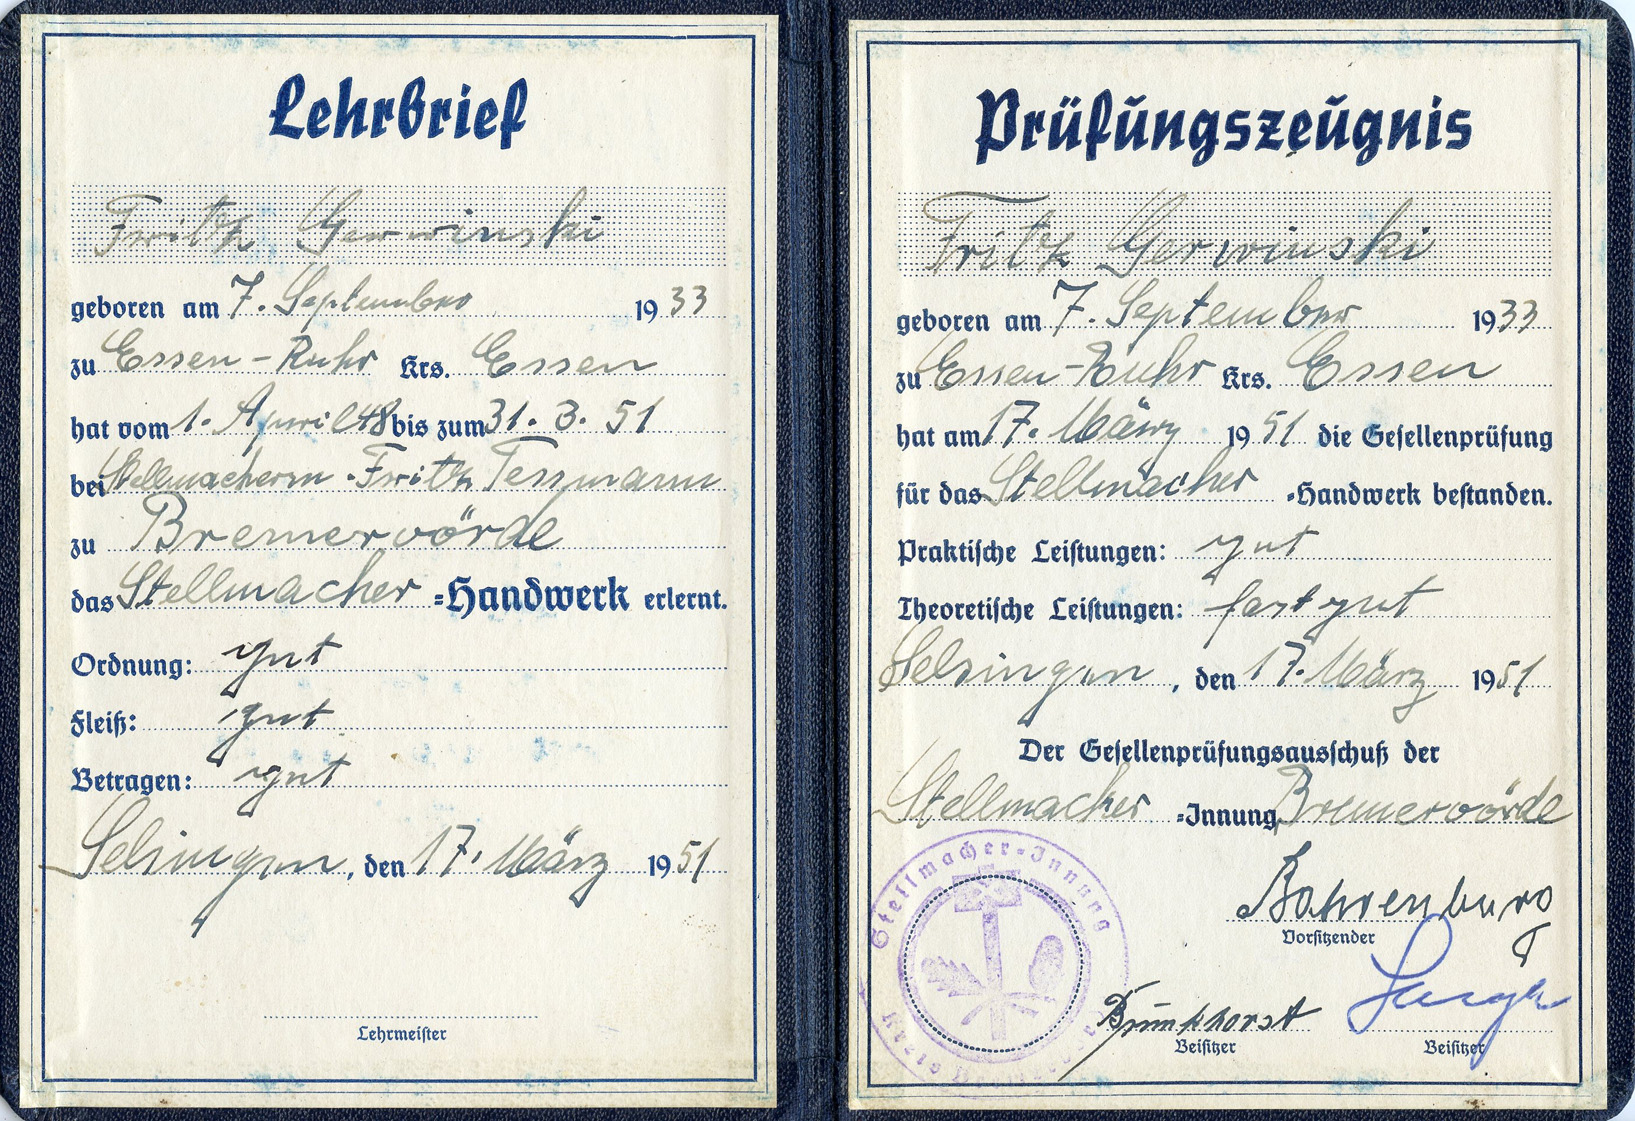 Lehrbrief
Fritz Gerwinski
geboren am 7. September 1933
zu Essen-Ruhr Krs. Essen
hat vom 1. April 48 bis zum 31. 3. 51
bei Stellmacherm. Fritz Tessmann
zu Bremervörde
das Stellmacher =Handwerk erlernt.
Ordnung: gut
Fleiß: gut
Betragen: gut
Selsingen, den 17. März 1951
Lehrmeister
Prüfungszeugnis
Fritz Gerwinski
geboren am 7. September 1933
zu Essen-Ruhr Krs. Essen
hat am 17. März 1951 die Gesellenprüfung
für das Stellmacher =Handwerk bestanden.
Praktische Leistungen: gut
Theoretische Leistungen: fast gut
Selsingen, den 17. März 1951
Der Gesellenprüfungsausschuß der
Stellmacher =Innung Bremervörde
Stellmacher=Innung
Bahrenburg
Vorsitzender
Brünkhorst
Beisitzer
Beisitzer